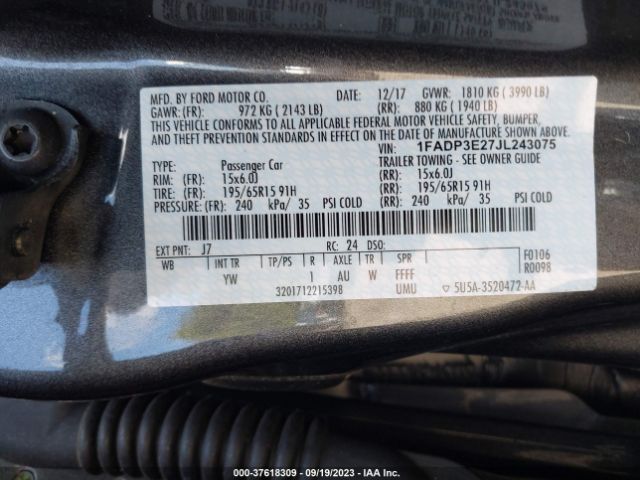 MFD. BY FORD MOTOR CO. DATE: 12/17 GVWR: 1810 KG ( 3990 LB)
GAWR: (FR): 972 KG ( 2143 LB) (RR): 880 KG ( 1940 LB)
THIS VEHICLE CONFORMS TO ALL APPLICABLE FEDERAL MOTOR VEHICLE SAFETY, BUMPER,
AND THEFT PREVENTION STANDARDS IN EFFECT ON THE DATE OF MANUFACTURE SHOWN ABOVE.
VIN: 1FADP3E27JL243075
TYPE: Passenger Car TRAILER TOWING - SEE OWNER GUIDE
RIM: (FR): 15x6.0J (RR): 15x6.0J
TIRE: (FR): 195/65R15 91H (RR): 195/65R15 91H
PRESSURE: (FR): 240 kPa/ 35 PSI COLD (RR): 240 kPa/ 35 PSI COLD
EXT PNT: J7 RC: 24 DSO:
WB INT TR TP/PS R AXLE TR SPR F0106
YW 1 AU W FFFF R0098
3201712215398 UMU ▽ 5U5A-3520472-AA
000-37618309 - 09/19/2023 - IAA Inc.